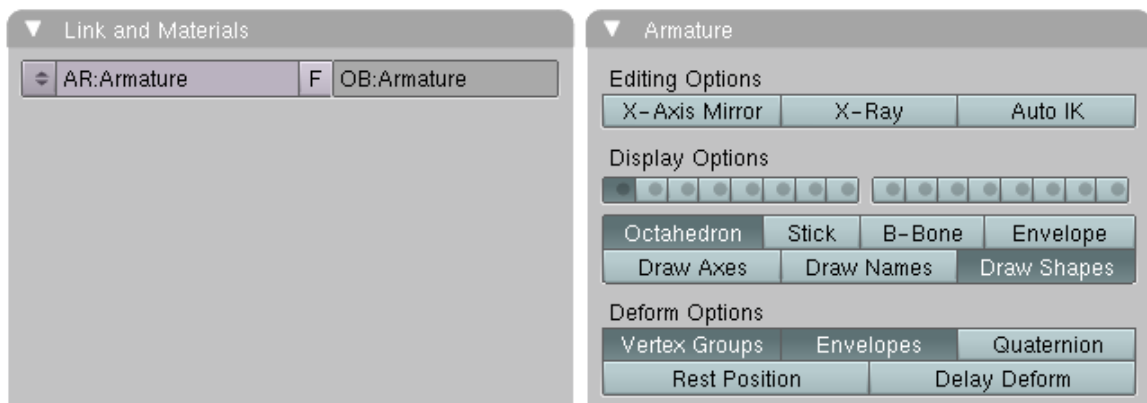 Link and Materials
AR:Armature F OB:Armature
Armature
Editing Options
X-Axis Mirror X-Ray Auto IK
Display Options
Octahedron Stick B-Bone Envelope
Draw Axes Draw Names Draw Shapes
Deform Options
Vertex Groups Envelopes Quaternion
Rest Position Delay Deform